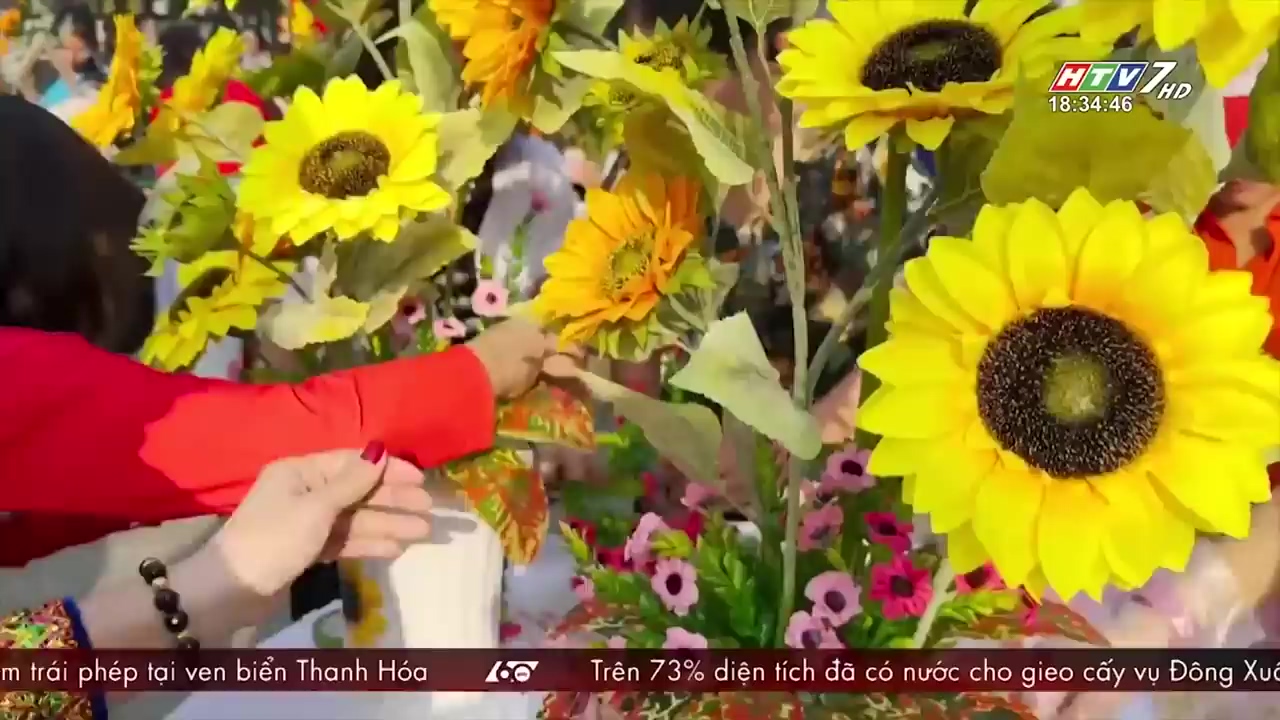 HTV7 HD
18:34:46
m trái phép tại ven biển Thanh Hóa 60 Trên 73% diện tích đã có nước cho gieo cấy vụ Đông Xuâ